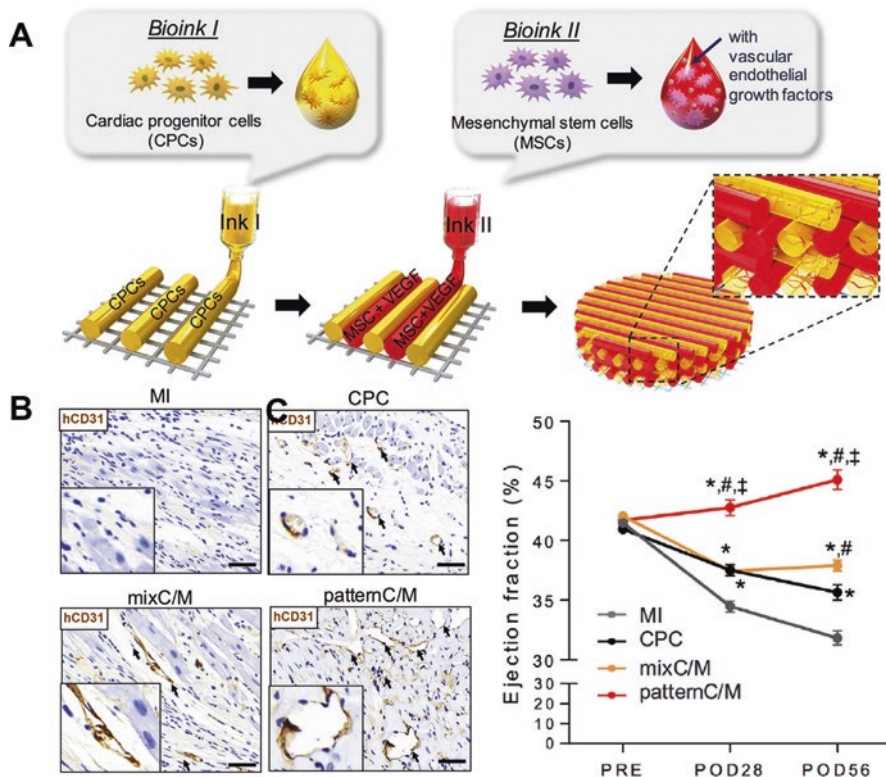 A
Bioink I
Cardiac progenitor cells
(CPCs)
Bioink II
Mesenchymal stem cells
(MSCs)
with
vascular
endothelial
growth factors
Ink I
CPCs
CPCs
CPCs
Ink II
MSC + VEGF
MSC+VEGF
B
MI
hCD31
C
CPC
hCD31
mixC/M
hCD31
patternC/M
hCD31
Ejection fraction (%)
50
45
40
35
30
30
20
10
0
*,#,‡
*,#,‡
*
*
*,#
*
MI
CPC
mixC/M
patternC/M
PRE
POD28
POD56